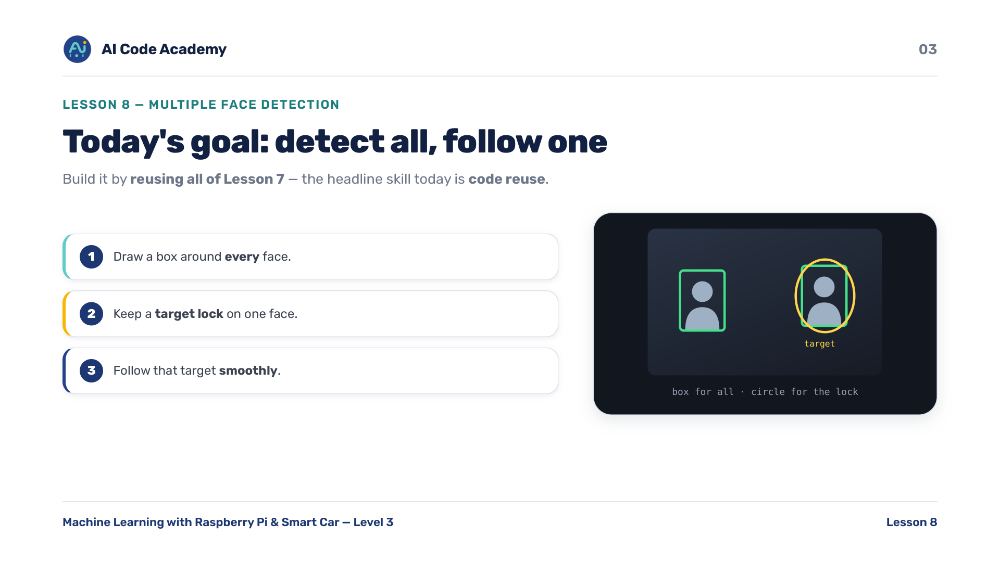 AI Code Academy
03
LESSON 8 — MULTIPLE FACE DETECTION
Today's goal: detect all, follow one
Build it by reusing all of Lesson 7 — the headline skill today is code reuse.
1 Draw a box around every face.
2 Keep a target lock on one face.
3 Follow that target smoothly.
target
box for all · circle for the lock
Machine Learning with Raspberry Pi & Smart Car — Level 3
Lesson 8